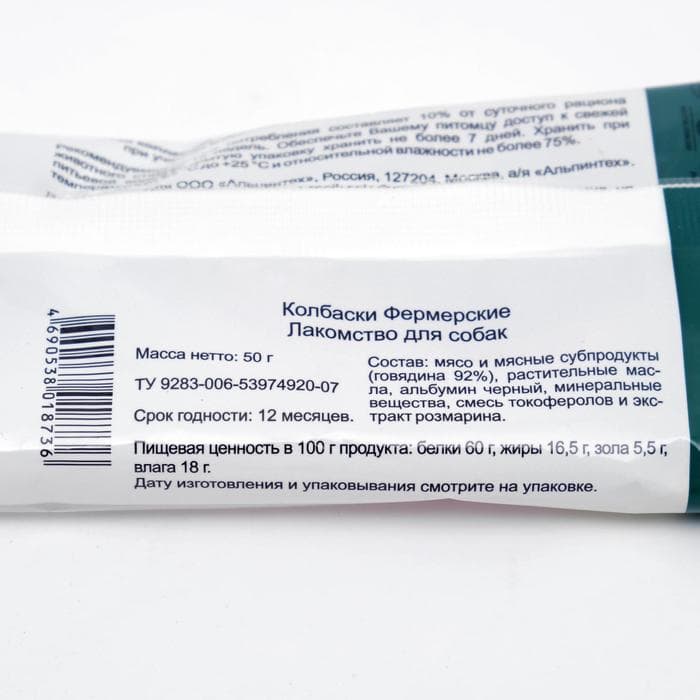 потребления составляет 10% от суточного рациона
Обеспечьте Вашему питомцу доступ к свежей
упаковку хранить не более 7 дней. Хранить при
+25 °С и относительной влажности не более 75%.
ООО «Альпинтех», Россия, 127204, Москва, а/я «Альпинтех».
Колбаски Фермерские
Лакомство для собак
Масса нетто: 50 г
ТУ 9283-006-53974920-07
Срок годности: 12 месяцев.
Состав: мясо и мясные субпродукты
(говядина 92%), растительные мас-
ла, альбумин черный, минеральные
вещества, смесь токоферолов и экс-
тракт розмарина.
Пищевая ценность в 100 г продукта: белки 60 г, жиры 16,5 г, зола 5,5 г,
влага 18 г.
Дату изготовления и упаковывания смотрите на упаковке.
4690538018736